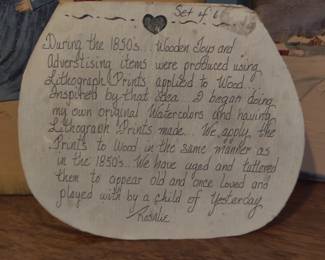 Set of 6
During the 1850's... Wooden Toys and
advertising items were produced using
Lithograph Prints applied to Wood...
Inspired by that Idea... I began doing
my own original Watercolors and having
Lithograph Prints made... We apply the
Prints to Wood in the same manner as
in the 1850's. We have aged and tattered
them to appear old and once loved and
played with by a child of yesterday
Rosalie